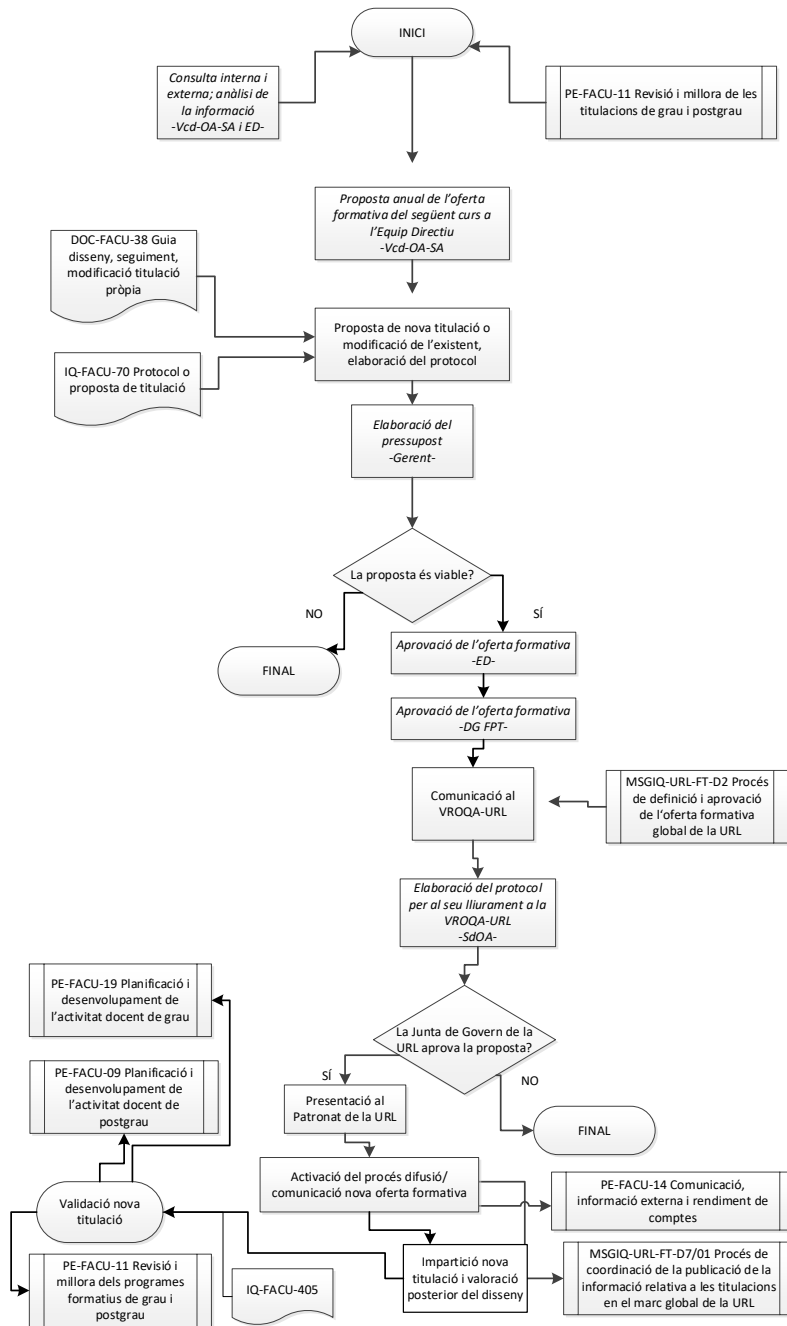 INICI
Consulta interna i
externa; anàlisi de
la informació
-Vcd-OA-SA i ED-
PE-FACU-11 Revisió i millora de les
titulacions de grau i postgrau
Proposta anual de l’oferta
formativa del següent curs a
l’Equip Directiu
-Vcd-OA-SA
DOC-FACU-38 Guia
disseny, seguiment,
modificació titulació
pròpia
Proposta de nova titulació o
modificació de l’existent,
elaboració del protocol
IQ-FACU-70 Protocol o
proposta de titulació
Elaboració del
pressupost
-Gerent-
La proposta és viable?
NO
SÍ
FINAL
Aprovació de l’oferta formativa
-ED-
Aprovació de l’oferta formativa
-DG FPT-
Comunicació al
VROQA-URL
MSGIQ-URL-FT-D2 Procés
de definició i aprovació
de l‘oferta formativa
global de la URL
Elaboració del protocol
per al seu lliurament a la
VROQA-URL
-SdOA-
PE-FACU-19 Planificació i
desenvolupament de
l’activitat docent de grau
La Junta de Govern de la
URL aprova la proposta?
PE-FACU-09 Planificació i
desenvolupament de
l’activitat docent de
postgrau
SÍ
NO
Presentació al
Patronat de la URL
FINAL
Activació del procés difusió/
comunicació nova oferta formativa
PE-FACU-14 Comunicació,
informació externa i rendiment de
comptes
Validació nova
titulació
Impartició nova
titulació i valoració
posterior del disseny
MSGIQ-URL-FT-D7/01 Procés
de coordinació de la publicació de la
informació relativa a les titulacions
en el marc global de la URL
PE-FACU-11 Revisió i
millora dels programes
formatius de grau i
postgrau
IQ-FACU-405